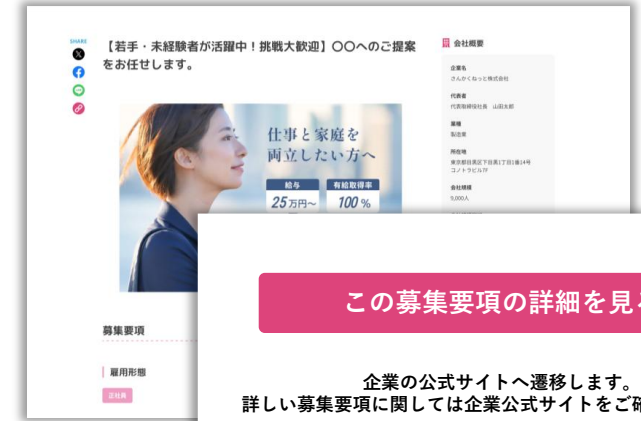 SHARE
【若手・未経験者が活躍中！挑戦大歓迎】〇〇へのご提案
をお任せします。
仕事と家庭を
両立したい方へ
給与
有給取得率
25万円〜
100 %
募集要項
雇用形態
正社員
会社概要
企業名
さんかくねっと株式会社
代表者
代表取締役社長 山田太郎
業種
製造業
所在地
東京都目黒区下目黒1丁目1番14号
コノトラビル7F
会社規模
9,000人
この募集要項の詳細を見
企業の公式サイトへ遷移します。
詳しい募集要項に関しては企業公式サイトをご